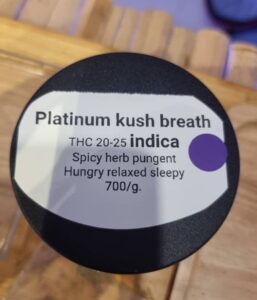 Platinum kush breath
THC 20-25 indica
Spicy herb pungent
Hungry relaxed sleepy
700/g.